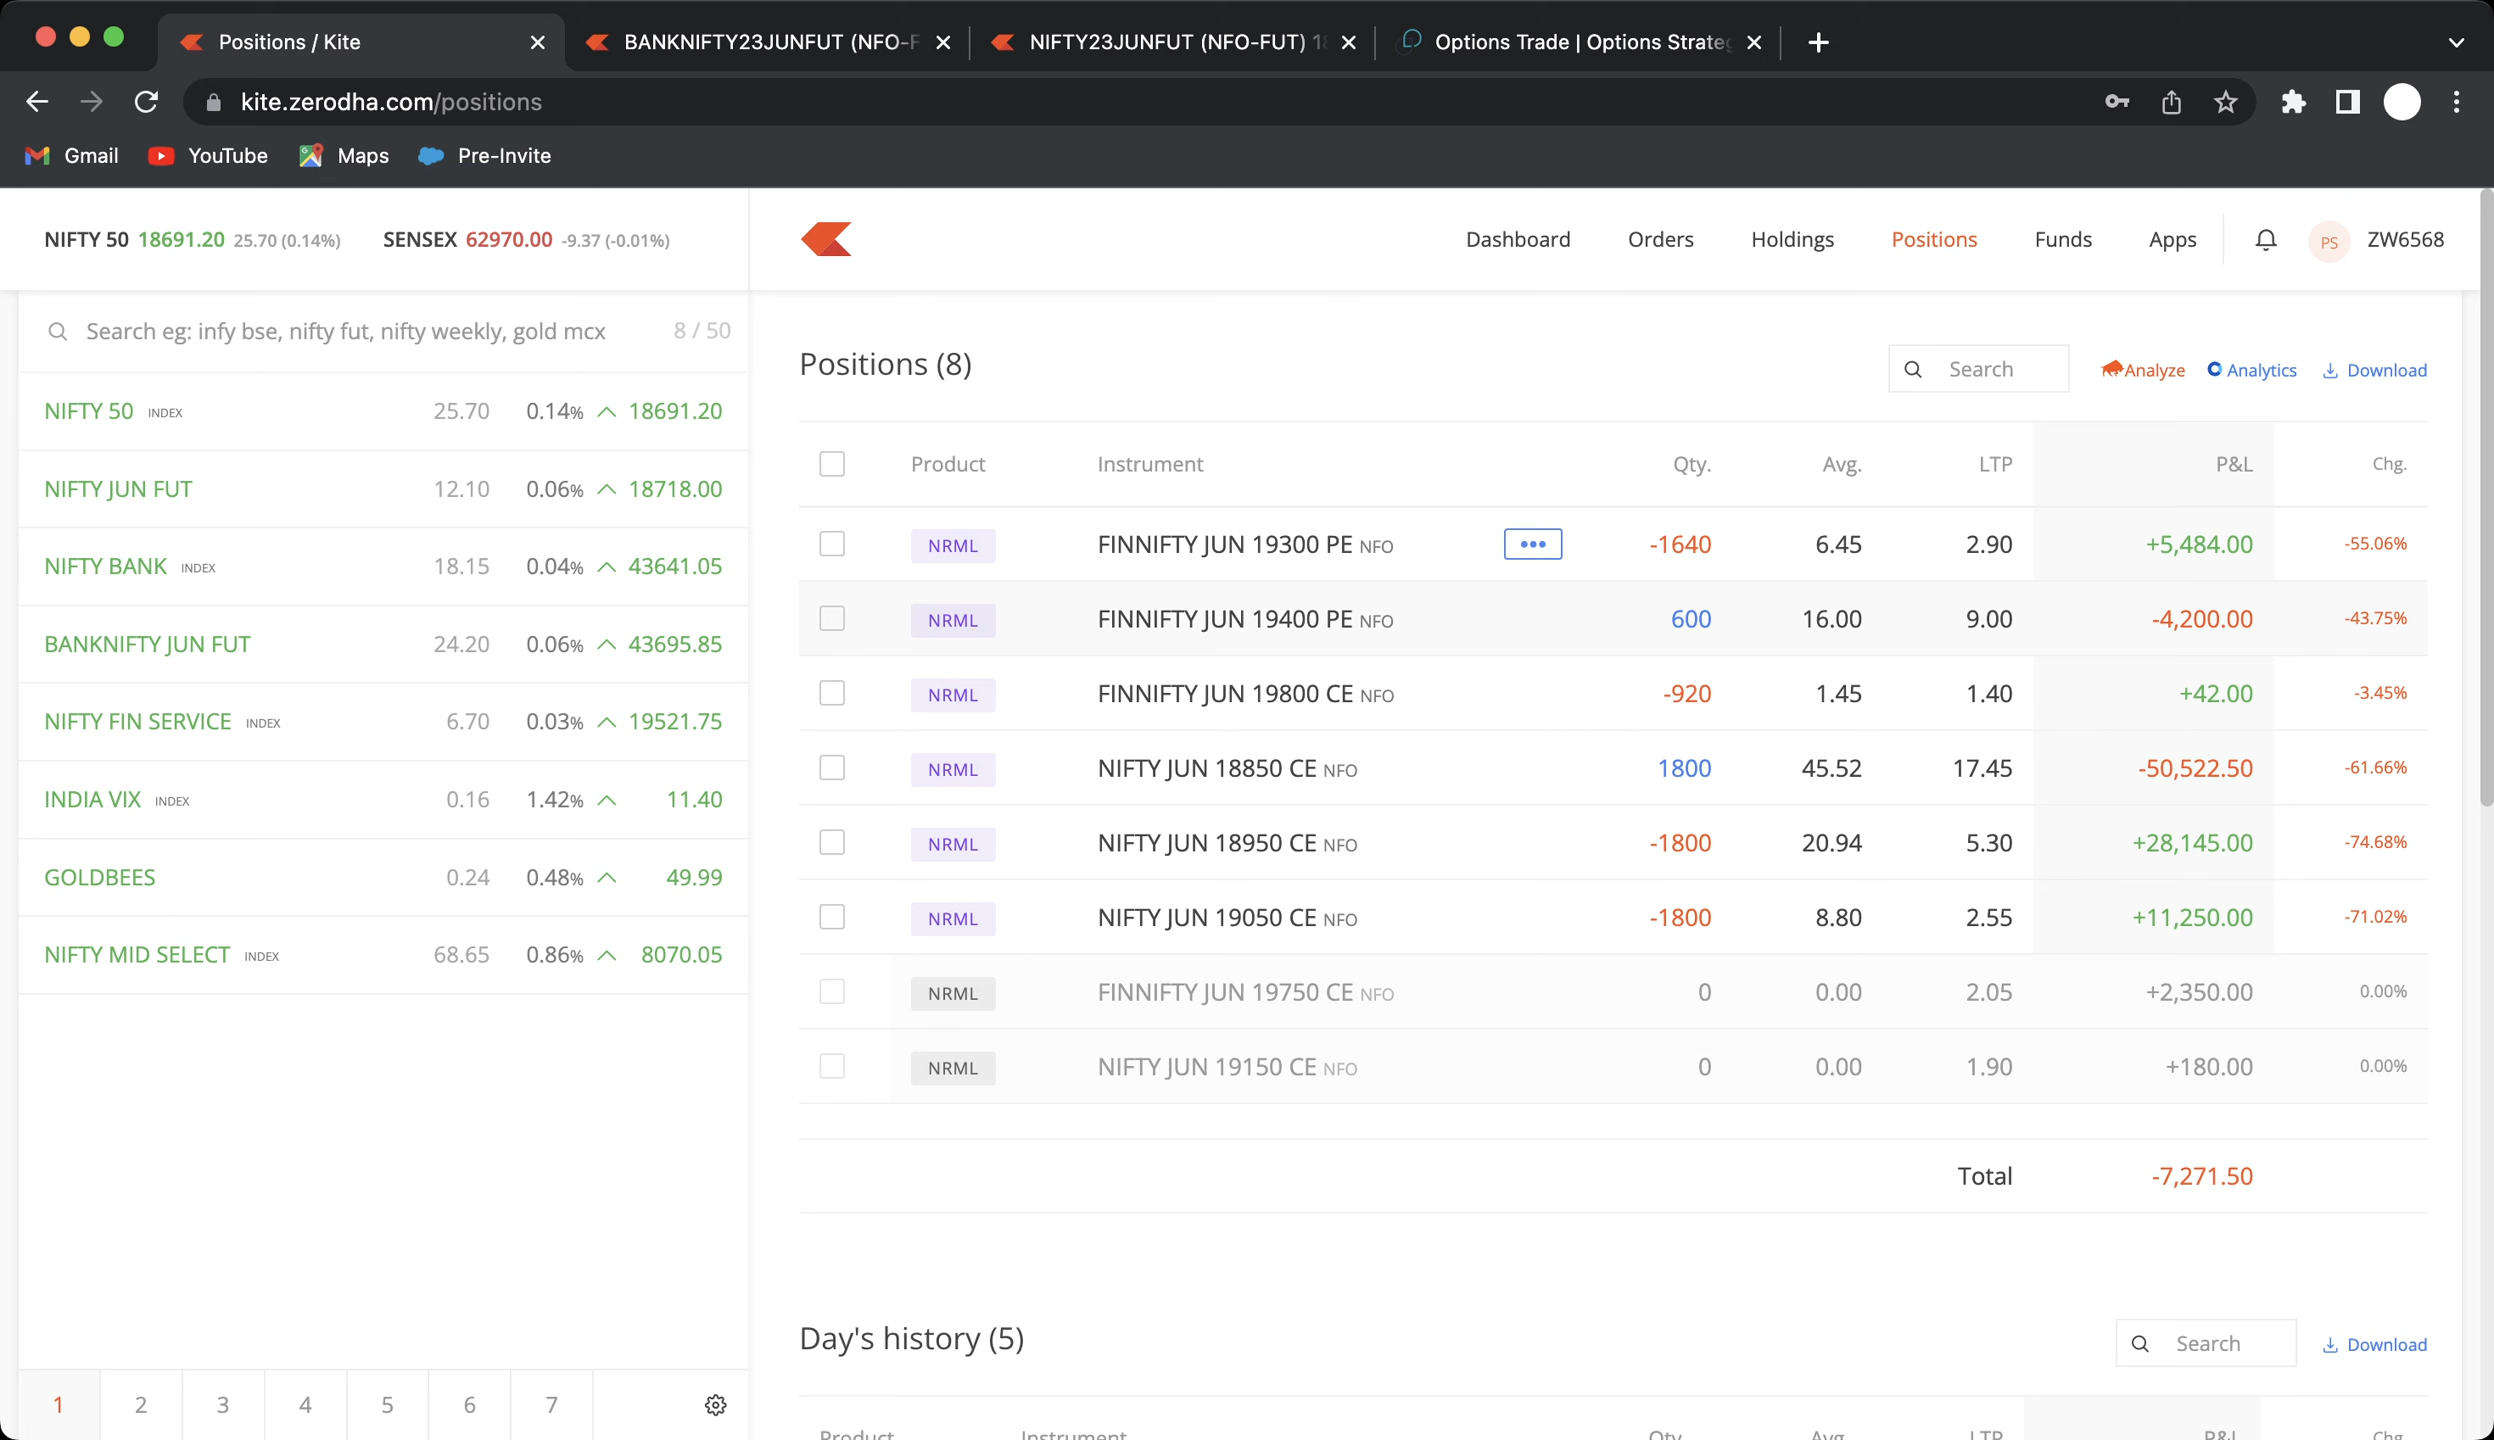 Positions / Kite
BANKNIFTY23JUNFUT (NFO-F
NIFTY23JUNFUT (NFO-FUT) 18
Options Trade | Options Strateg
kite.zerodha.com/positions
Gmail YouTube Maps Pre-Invite
NIFTY 50 18691.20 25.70 (0.14%) SENSEX 62970.00 -9.37 (-0.01%)
Dashboard Orders Holdings Positions Funds Apps PS ZW6568
Search eg: infy bse, nifty fut, nifty weekly, gold mcx 8 / 50
NIFTY 50 INDEX 25.70 0.14% 18691.20
NIFTY JUN FUT 12.10 0.06% 18718.00
NIFTY BANK INDEX 18.15 0.04% 43641.05
BANKNIFTY JUN FUT 24.20 0.06% 43695.85
NIFTY FIN SERVICE INDEX 6.70 0.03% 19521.75
INDIA VIX INDEX 0.16 1.42% 11.40
GOLDBEES 0.24 0.48% 49.99
NIFTY MID SELECT INDEX 68.65 0.86% 8070.05
1 2 3 4 5 6 7
Positions (8) Search Analyze Analytics Download
Product Instrument Qty. Avg. LTP P&L Chg.
NRML FINNIFTY JUN 19300 PE NFO ••• -1640 6.45 2.90 +5,484.00 -55.06%
NRML FINNIFTY JUN 19400 PE NFO 600 16.00 9.00 -4,200.00 -43.75%
NRML FINNIFTY JUN 19800 CE NFO -920 1.45 1.40 +42.00 -3.45%
NRML NIFTY JUN 18850 CE NFO 1800 45.52 17.45 -50,522.50 -61.66%
NRML NIFTY JUN 18950 CE NFO -1800 20.94 5.30 +28,145.00 -74.68%
NRML NIFTY JUN 19050 CE NFO -1800 8.80 2.55 +11,250.00 -71.02%
NRML FINNIFTY JUN 19750 CE NFO 0 0.00 2.05 +2,350.00 0.00%
NRML NIFTY JUN 19150 CE NFO 0 0.00 1.90 +180.00 0.00%
Total -7,271.50
Day's history (5) Search Download
Product Instrument Qty. Avg. LTP P&L Chg.